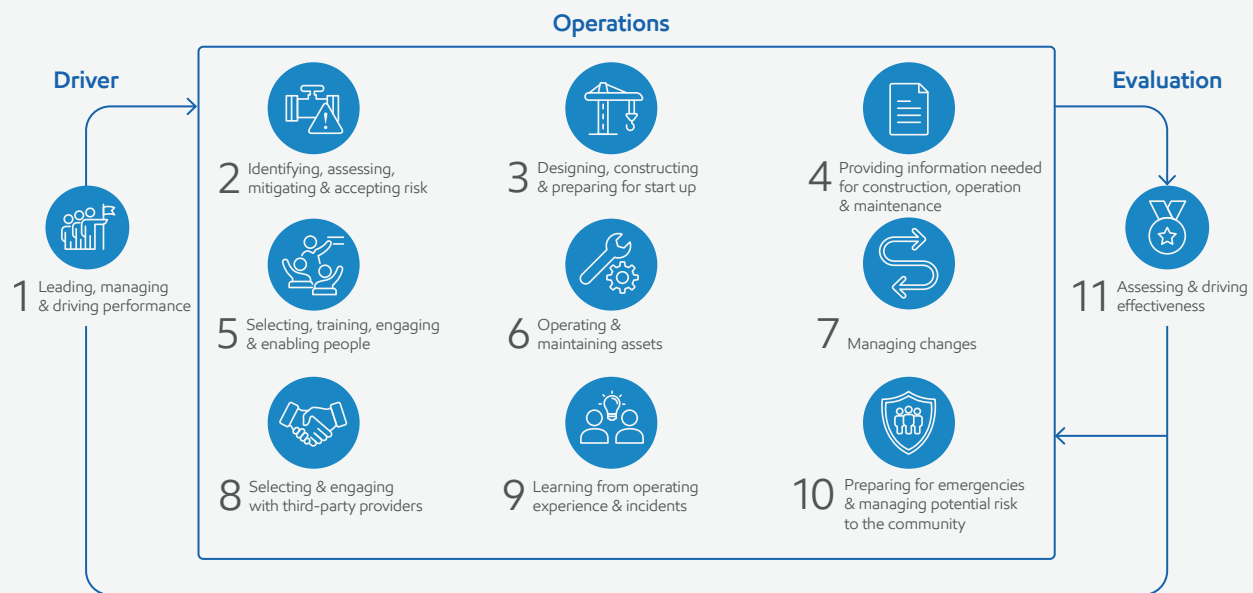 Operations
Driver
Evaluation
1 Leading, managing
& driving performance
2 Identifying, assessing,
mitigating & accepting risk
3 Designing, constructing
& preparing for start up
4 Providing information needed
for construction, operation
& maintenance
5 Selecting, training, engaging
& enabling people
6 Operating &
maintaining assets
7 Managing changes
8 Selecting & engaging
with third-party providers
9 Learning from operating
experience & incidents
10 Preparing for emergencies
& managing potential risk
to the community
11 Assessing & driving
effectiveness